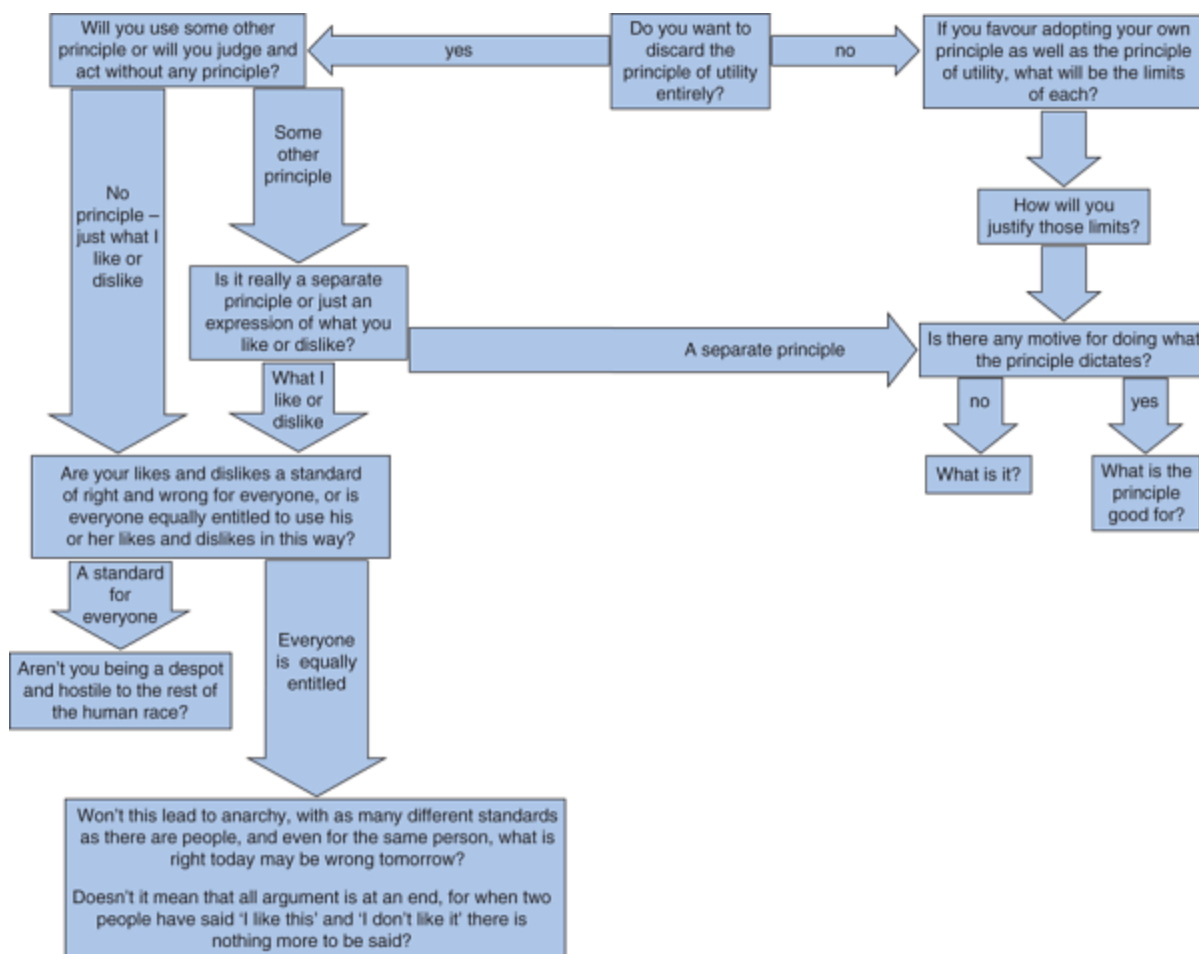 Will you use some other
principle or will you judge and
act without any principle?
yes
Do you want to
discard the
principle of utility
entirely?
no
If you favour adopting your own
principle as well as the principle
of utility, what will be the limits
of each?
No
principle –
just what I
like or
dislike
Some
other
principle
How will you
justify those limits?
Is it really a separate
principle or just an
expression of what you
like or dislike?
A separate principle
Is there any motive for doing what
the principle dictates?
What I
like or
dislike
no
yes
What is it?
What is the
principle
good for?
Are your likes and dislikes a standard
of right and wrong for everyone, or is
everyone equally entitled to use his
or her likes and dislikes in this way?
A standard
for
everyone
Everyone
is equally
entitled
Aren't you being a despot
and hostile to the rest of
the human race?
Won't this lead to anarchy, with as many different standards
as there are people, and even for the same person, what is
right today may be wrong tomorrow?
Doesn't it mean that all argument is at an end, for when two
people have said 'I like this' and 'I don't like it' there is
nothing more to be said?